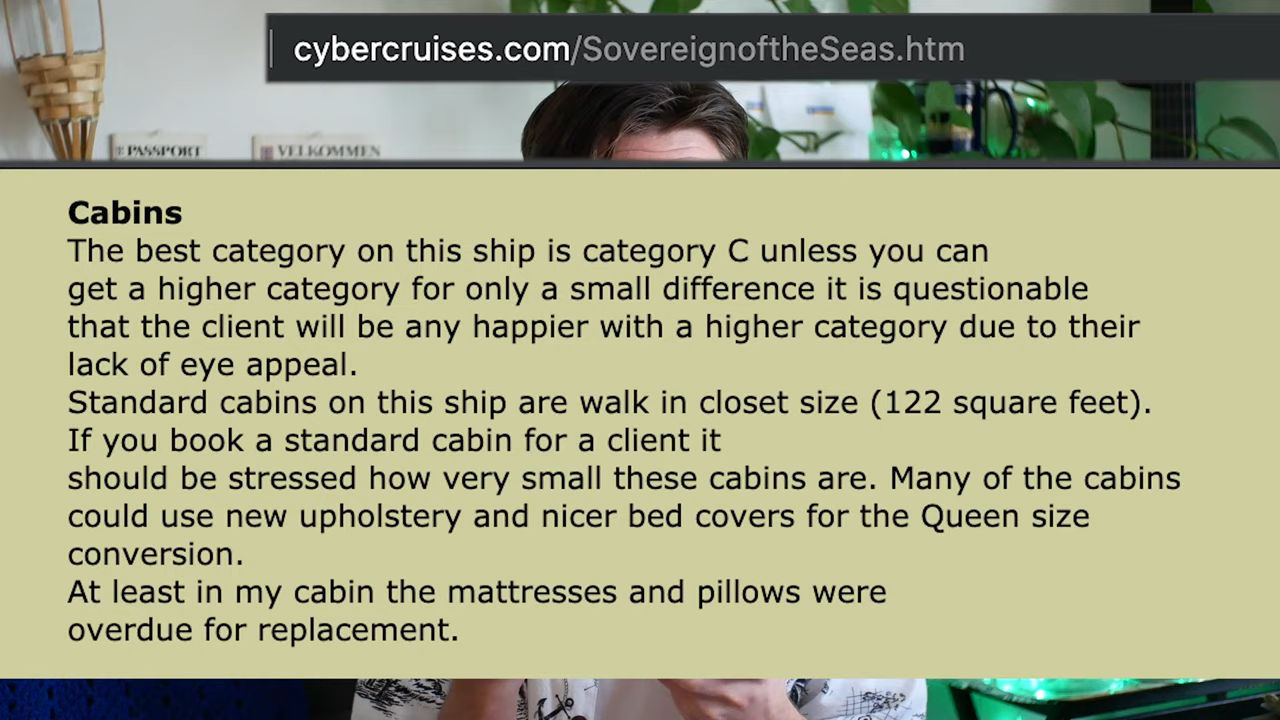 cybercruises.com/SovereignoftheSeas.htm
PASSPORT
VELKOMMEN
Cabins
The best category on this ship is category C unless you can
get a higher category for only a small difference it is questionable
that the client will be any happier with a higher category due to their
lack of eye appeal.
Standard cabins on this ship are walk in closet size (122 square feet).
If you book a standard cabin for a client it
should be stressed how very small these cabins are. Many of the cabins
could use new upholstery and nicer bed covers for the Queen size
conversion.
At least in my cabin the mattresses and pillows were
overdue for replacement.